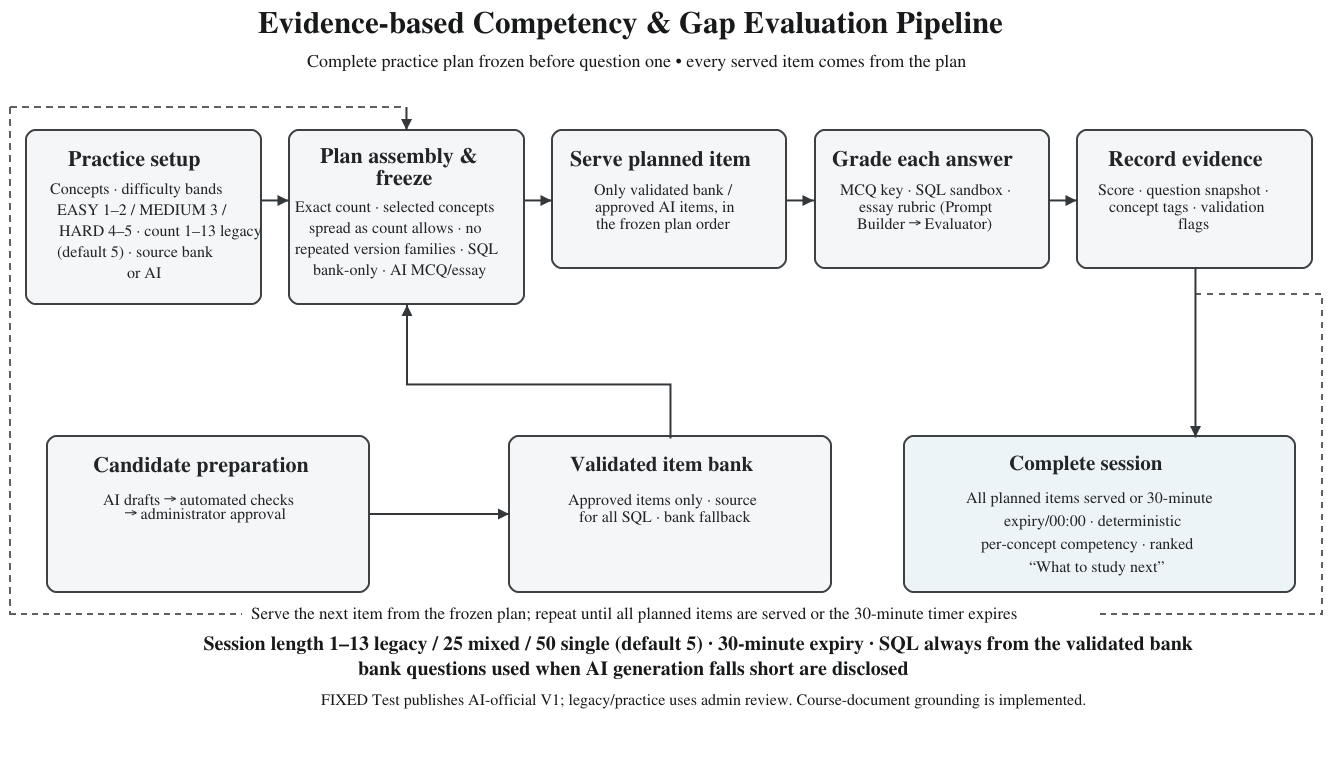 Evidence-based Competency & Gap Evaluation Pipeline
Complete practice plan frozen before question one • every served item comes from the plan
Practice setup
Concepts · difficulty bands
EASY 1–2 / MEDIUM 3 /
HARD 4–5 · count 1–13 legacy
(default 5) · source bank
or AI
Plan assembly &
freeze
Exact count · selected concepts
spread as count allows · no
repeated version families · SQL
bank-only · AI MCQ/essay
Serve planned item
Only validated bank /
approved AI items, in
the frozen plan order
Grade each answer
MCQ key · SQL sandbox ·
essay rubric (Prompt
Builder → Evaluator)
Record evidence
Score · question snapshot ·
concept tags · validation
flags
Candidate preparation
AI drafts → automated checks
→ administrator approval
Validated item bank
Approved items only · source
for all SQL · bank fallback
Complete session
All planned items served or 30-minute
expiry/00:00 · deterministic
per-concept competency · ranked
“What to study next”
Serve the next item from the frozen plan; repeat until all planned items are served or the 30-minute timer expires
Session length 1–13 legacy / 25 mixed / 50 single (default 5) · 30-minute expiry · SQL always from the validated bank
bank questions used when AI generation falls short are disclosed
FIXED Test publishes AI-official V1; legacy/practice uses admin review. Course-document grounding is implemented.